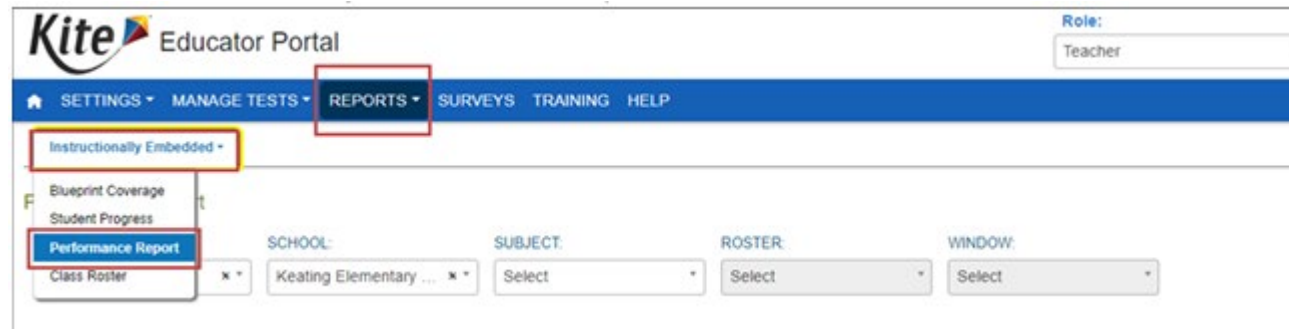 Kite Educator Portal
Role:
Teacher
SETTINGS MANAGE TESTS REPORTS SURVEYS TRAINING HELP
Instructionally Embedded
Blueprint Coverage
Student Progress
Performance Report
Class Roster
SCHOOL: SUBJECT: ROSTER: WINDOW:
Keating Elementary ... Select Select Select